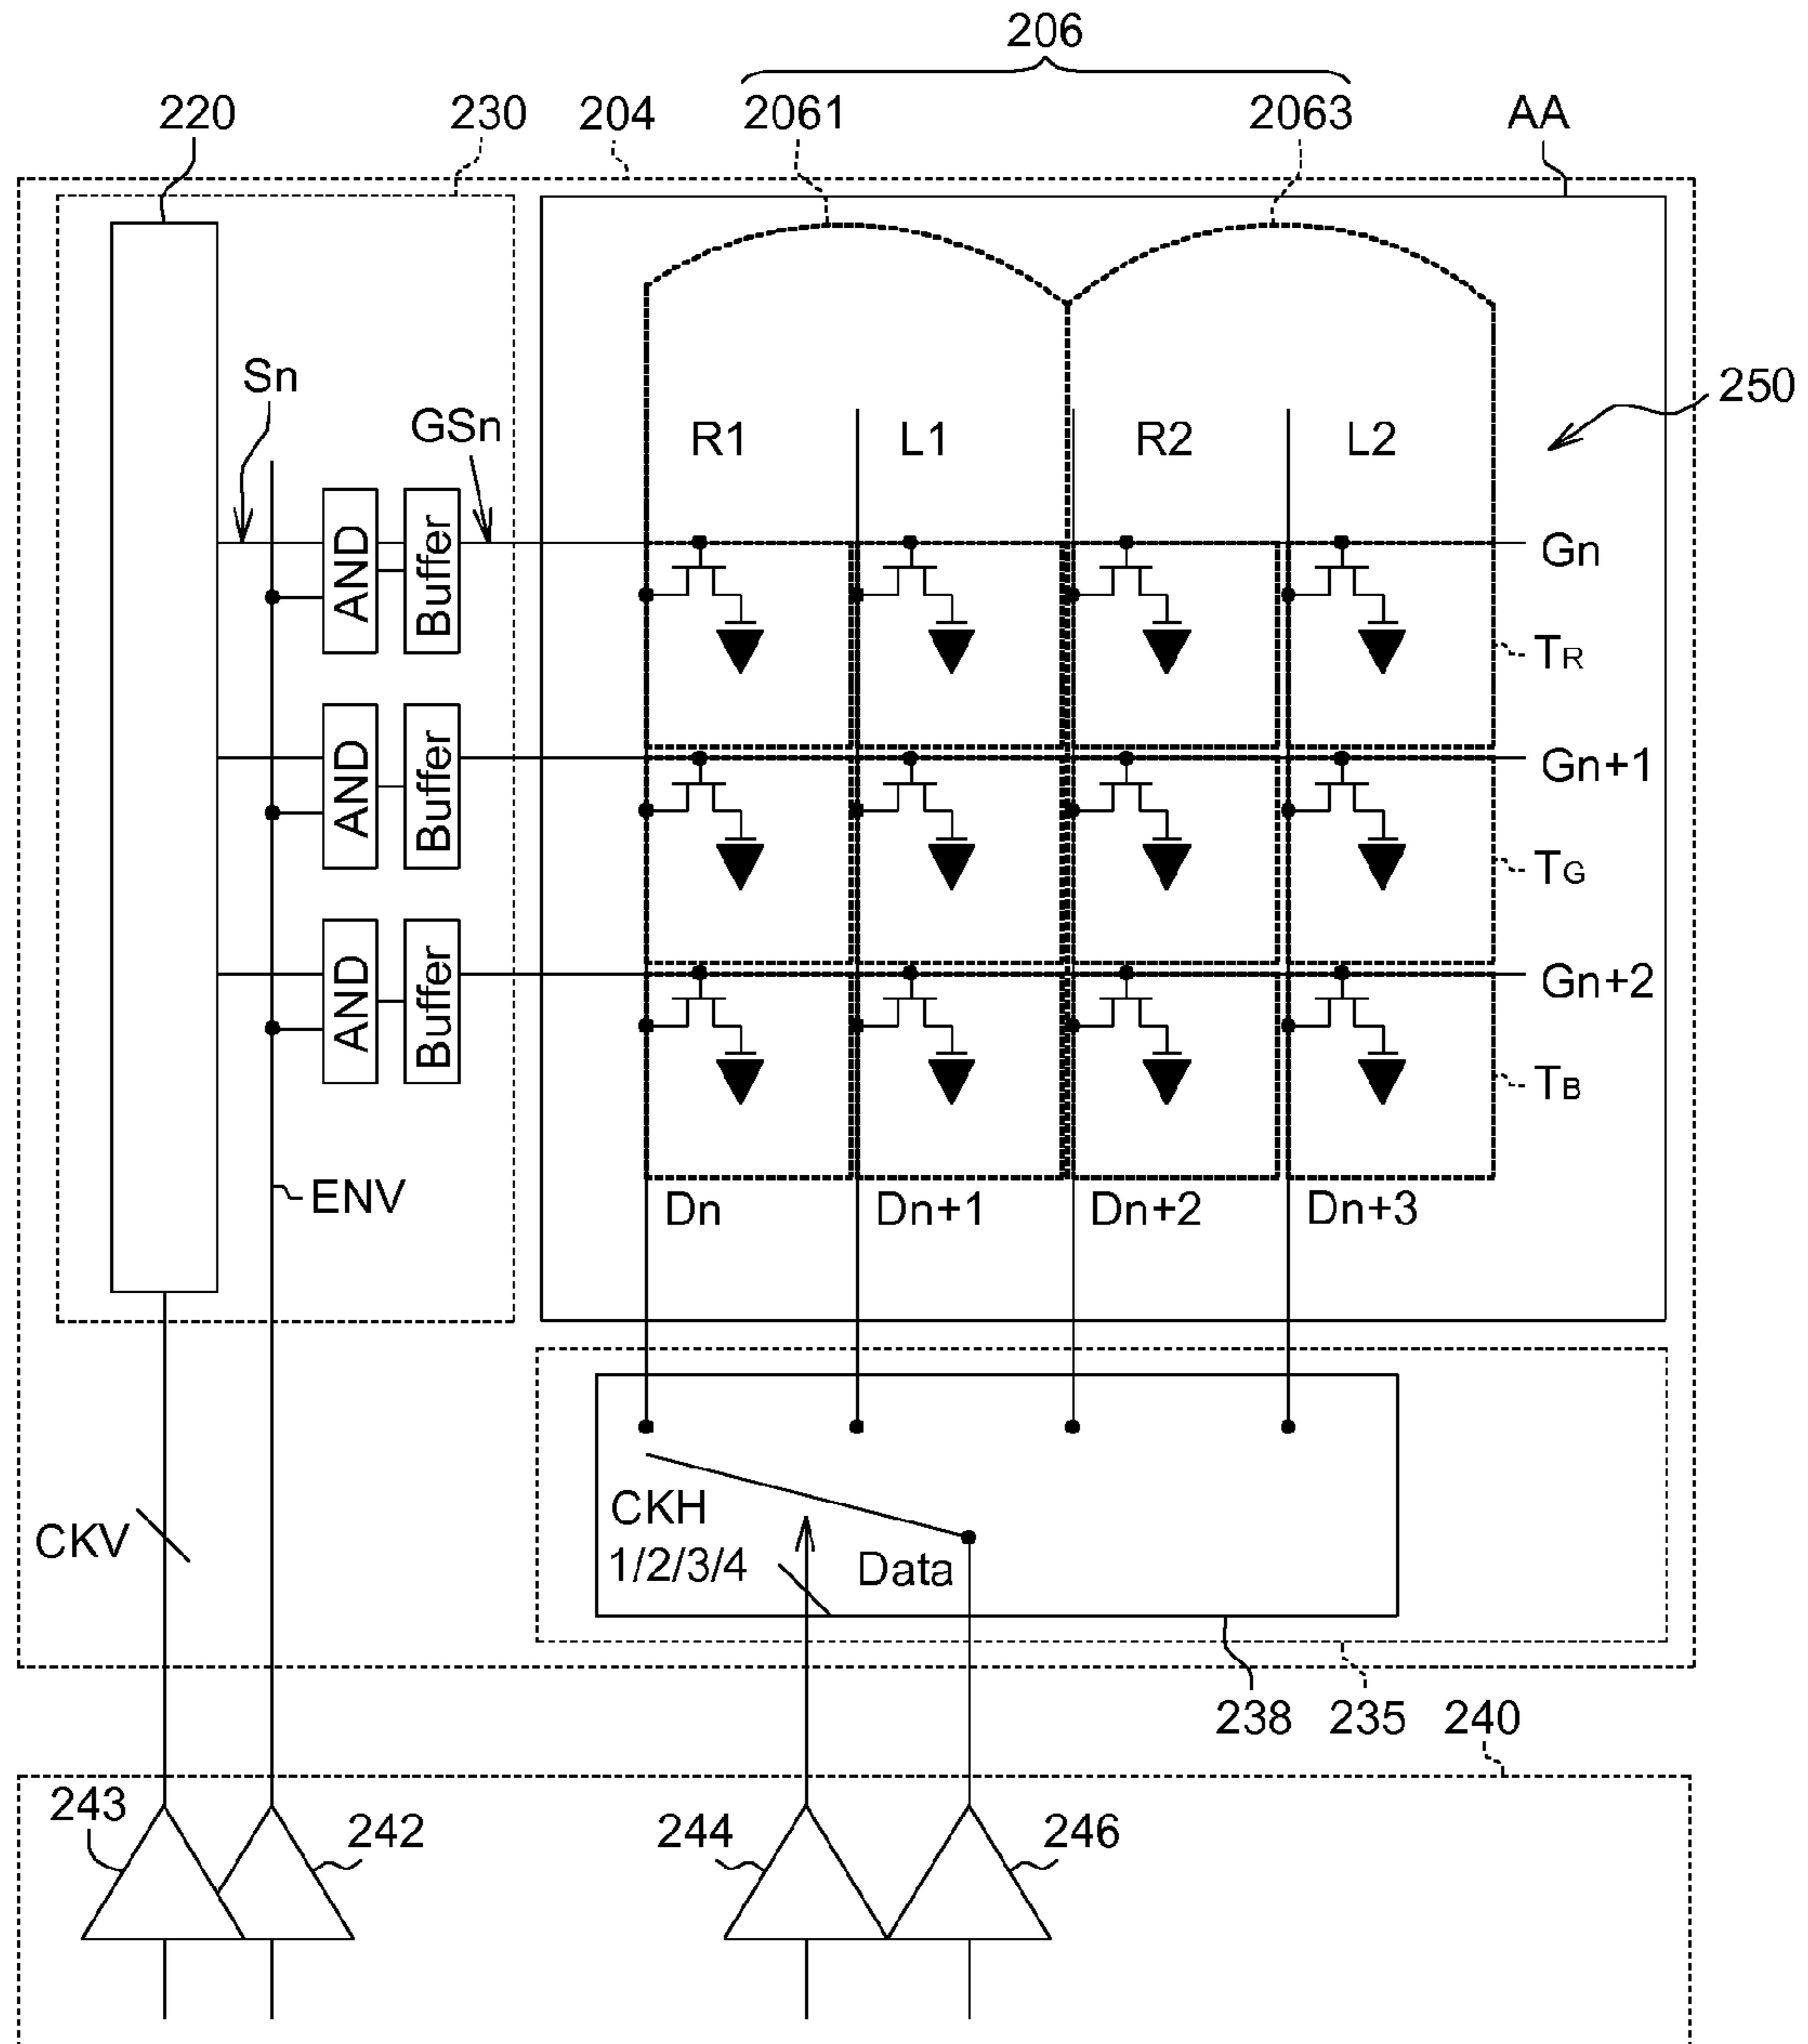 206
220 230 204 2061 2063 AA
Sn
GSn
250
R1 L1 R2 L2
AND Buffer
Gn
TR
AND Buffer
Gn+1
TG
AND Buffer
Gn+2
TB
ENV
Dn Dn+1 Dn+2 Dn+3
CKV
CKH
1/2/3/4
Data
238 235 240
243 242 244 246